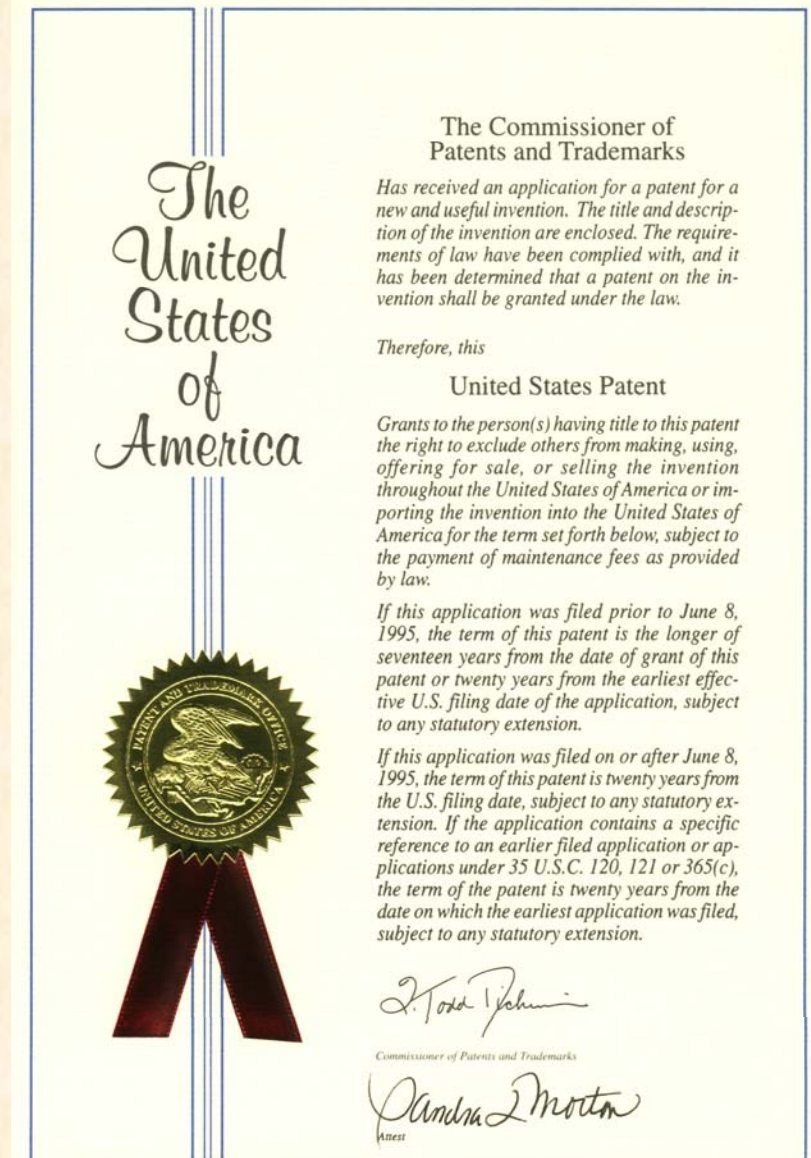 The
United
States
of
America
PATENT AND TRADEMARK OFFICE
UNITED STATES OF AMERICA
The Commissioner of
Patents and Trademarks
Has received an application for a patent for a
new and useful invention. The title and descrip-
tion of the invention are enclosed. The require-
ments of law have been complied with, and it
has been determined that a patent on the in-
vention shall be granted under the law.
Therefore, this
United States Patent
Grants to the person(s) having title to this patent
the right to exclude others from making, using,
offering for sale, or selling the invention
throughout the United States of America or im-
porting the invention into the United States of
America for the term set forth below, subject to
the payment of maintenance fees as provided
by law.
If this application was filed prior to June 8,
1995, the term of this patent is the longer of
seventeen years from the date of grant of this
patent or twenty years from the earliest effec-
tive U.S. filing date of the application, subject
to any statutory extension.
If this application was filed on or after June 8,
1995, the term of this patent is twenty years from
the U.S. filing date, subject to any statutory ex-
tension. If the application contains a specific
reference to an earlier filed application or ap-
plications under 35 U.S.C. 120, 121 or 365(c),
the term of the patent is twenty years from the
date on which the earliest application was filed,
subject to any statutory extension.
Q. Todd Dickinson
Commissioner of Patents and Trademarks
Sandra L Morton
Attest